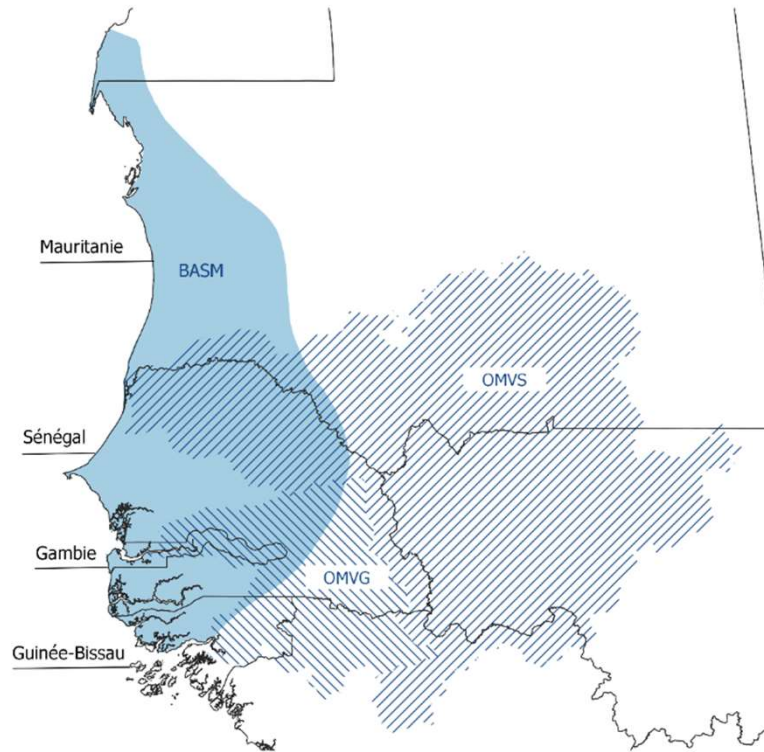 Mauritanie
BASM
OMVS
Sénégal
Gambie
OMVG
Guinée-Bissau